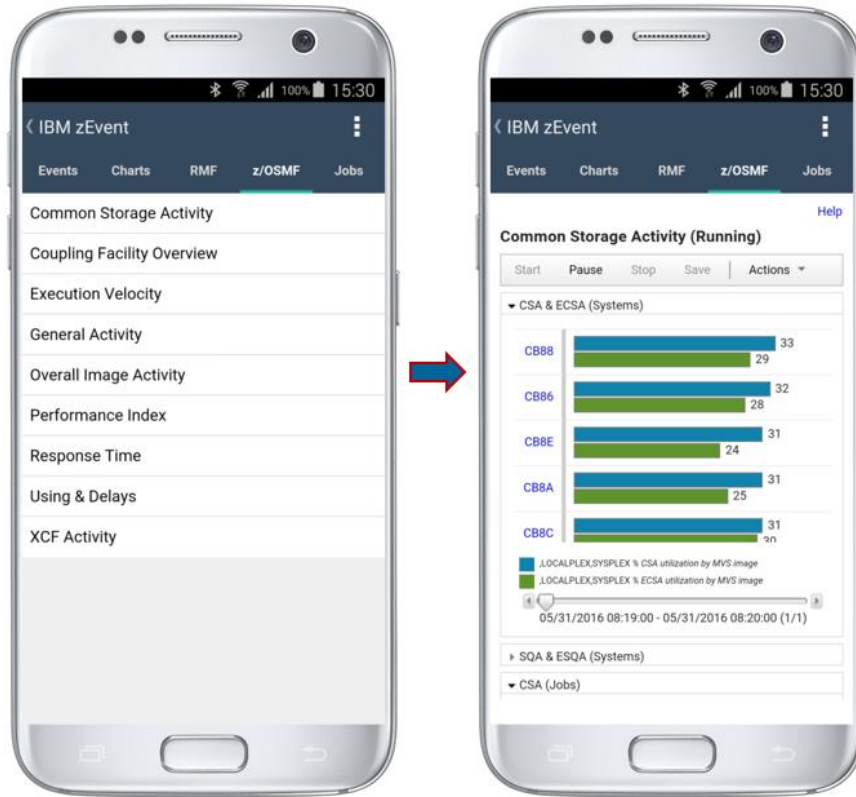 100% 15:30
IBM zEvent
Events Charts RMF z/OSMF Jobs
Common Storage Activity
Coupling Facility Overview
Execution Velocity
General Activity
Overall Image Activity
Performance Index
Response Time
Using & Delays
XCF Activity
100% 15:30
IBM zEvent
Events Charts RMF z/OSMF Jobs
Help
Common Storage Activity (Running)
Start Pause Stop Save Actions
CSA & ECSA (Systems)
CB88 33
29
CB86 32
28
CB8E 31
24
CB8A 31
25
CB8C 31
30
,LOCALPLEX,SYSPLEX % CSA utilization by MVS image
,LOCALPLEX,SYSPLEX % ECSA utilization by MVS image
05/31/2016 08:19:00 - 05/31/2016 08:20:00 (1/1)
SQA & ESQA (Systems)
CSA (Jobs)